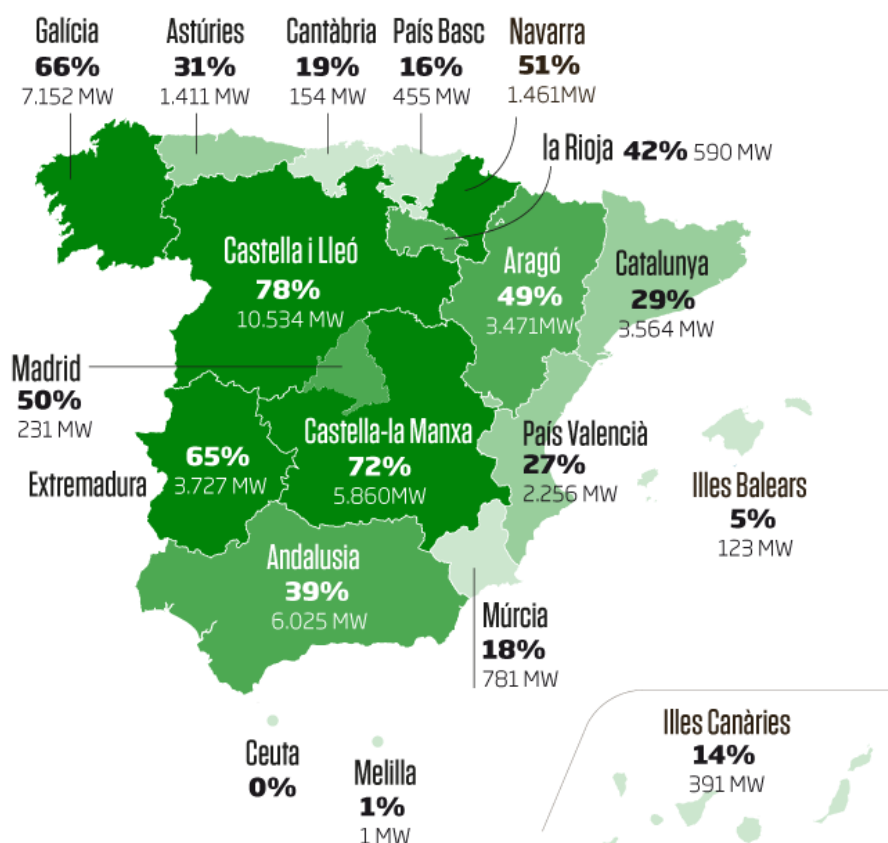 Galícia
66%
7.152 MW
Astúries
31%
1.411 MW
Cantàbria
19%
154 MW
País Basc
16%
455 MW
Navarra
51%
1.461MW
la Rioja 42% 590 MW
Castella i Lleó
78%
10.534 MW
Aragó
49%
3.471MW
Catalunya
29%
3.564 MW
Madrid
50%
231 MW
Castella-la Manxa
72%
5.860MW
País Valencià
27%
2.256 MW
Extremadura
65%
3.727 MW
Illes Balears
5%
123 MW
Andalusia
39%
6.025 MW
Múrcia
18%
781 MW
Ceuta
0%
Melilla
1%
1 MW
Illes Canàries
14%
391 MW